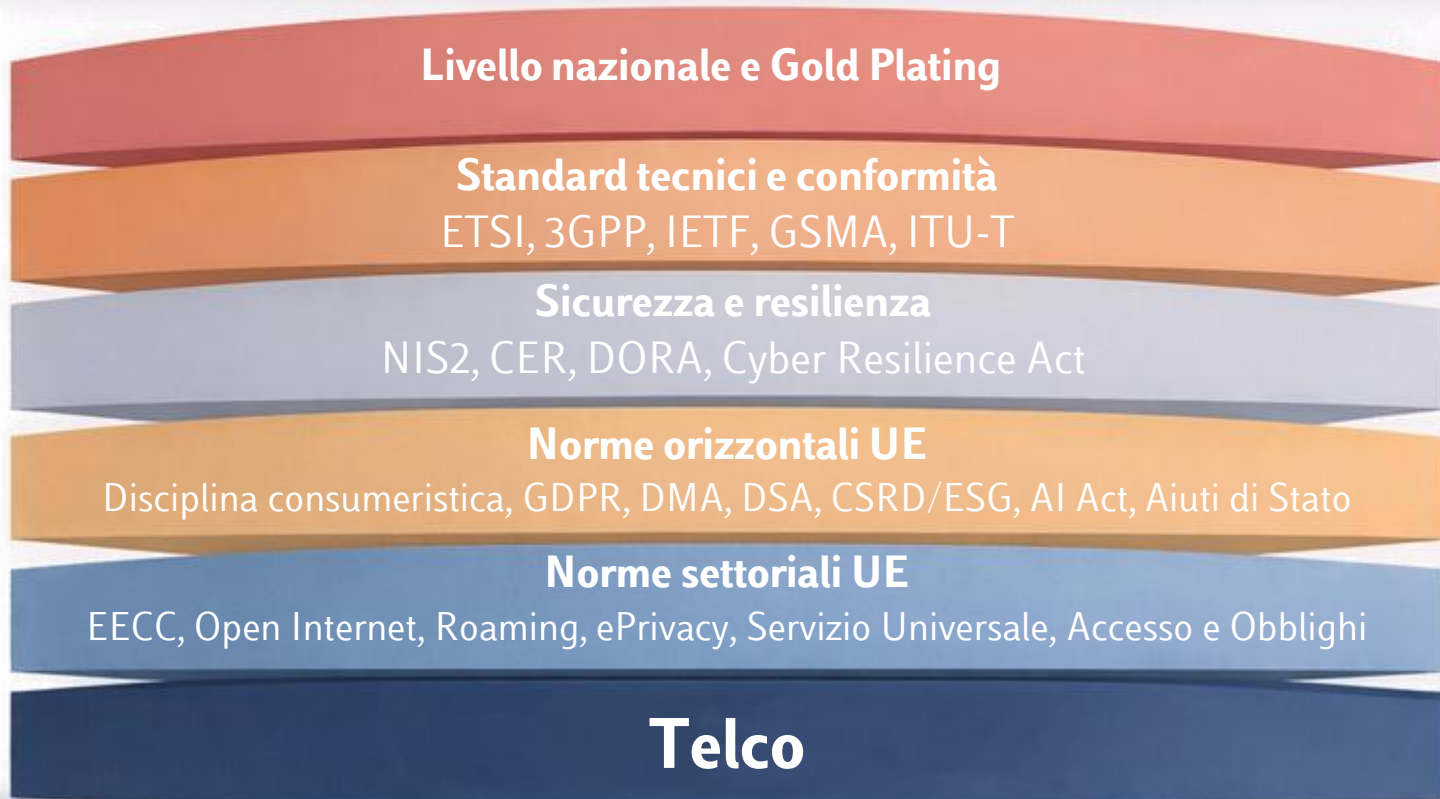 Livello nazionale e Gold Plating
Standard tecnici e conformità
ETSI, 3GPP, IETF, GSMA, ITU-T
Sicurezza e resilienza
NIS2, CER, DORA, Cyber Resilience Act
Norme orizzontali UE
Disciplina consumeristica, GDPR, DMA, DSA, CSRD/ESG, AI Act, Aiuti di Stato
Norme settoriali UE
EECC, Open Internet, Roaming, ePrivacy, Servizio Universale, Accesso e Obblighi
Telco